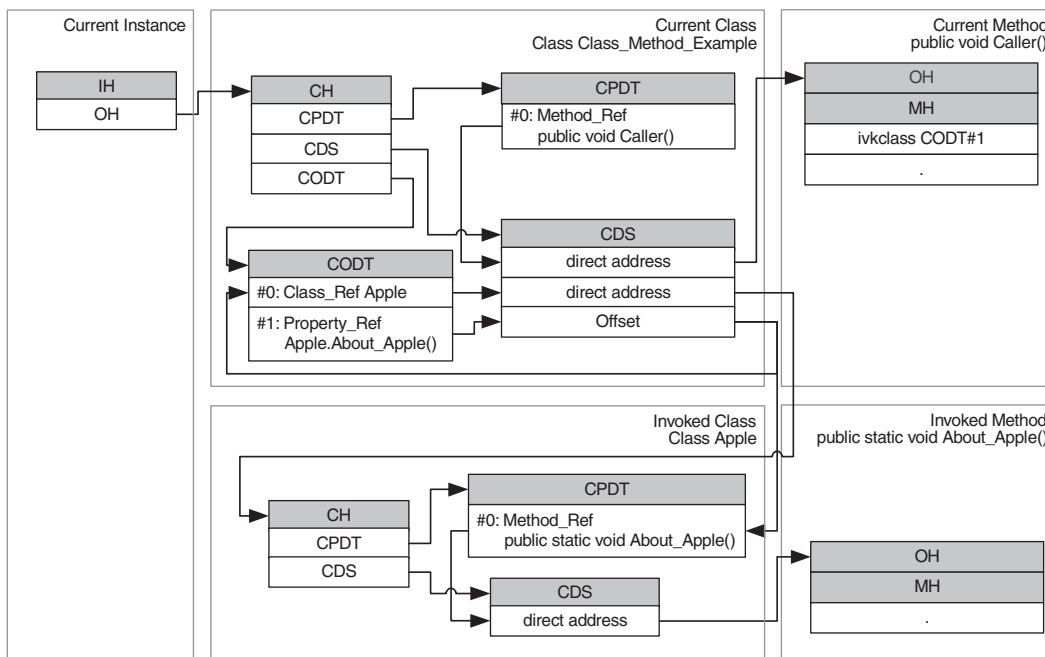 Current Instance
IH
OH
Current Class
Class Class_Method_Example
CH
CPDT
CDS
CODT
CPDT
#0: Method_Ref
public void Caller()
CODT
#0: Class_Ref Apple
#1: Property_Ref
Apple.About_Apple()
CDS
direct address
direct address
Offset
Current Method
public void Caller()
OH
MH
ivkclass CODT#1
.
Invoked Class
Class Apple
CH
CPDT
CDS
CPDT
#0: Method_Ref
public static void About_Apple()
CDS
direct address
Invoked Method
public static void About_Apple()
OH
MH
.